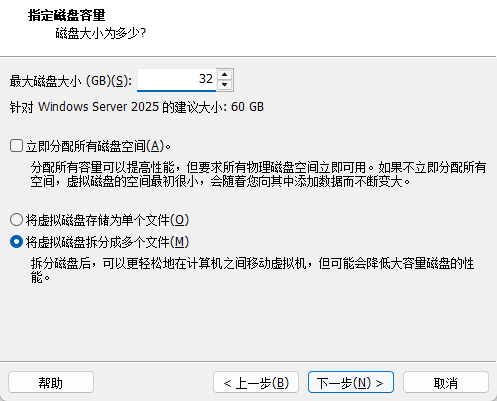 指定磁盘容量
磁盘大小为多少?
最大磁盘大小 (GB)(S): 32
针对 Windows Server 2025 的建议大小: 60 GB
立即分配所有磁盘空间(A)。
分配所有容量可以提高性能，但要求所有物理磁盘空间立即可用。如果不立即分配所有
空间，虚拟磁盘的空间最初很小，会随着您向其中添加数据而不断变大。
将虚拟磁盘存储为单个文件(O)
将虚拟磁盘拆分成多个文件(M)
拆分磁盘后，可以更轻松地在计算机之间移动虚拟机，但可能会降低大容量磁盘的性
能。
帮助 < 上一步(B) 下一步(N) > 取消